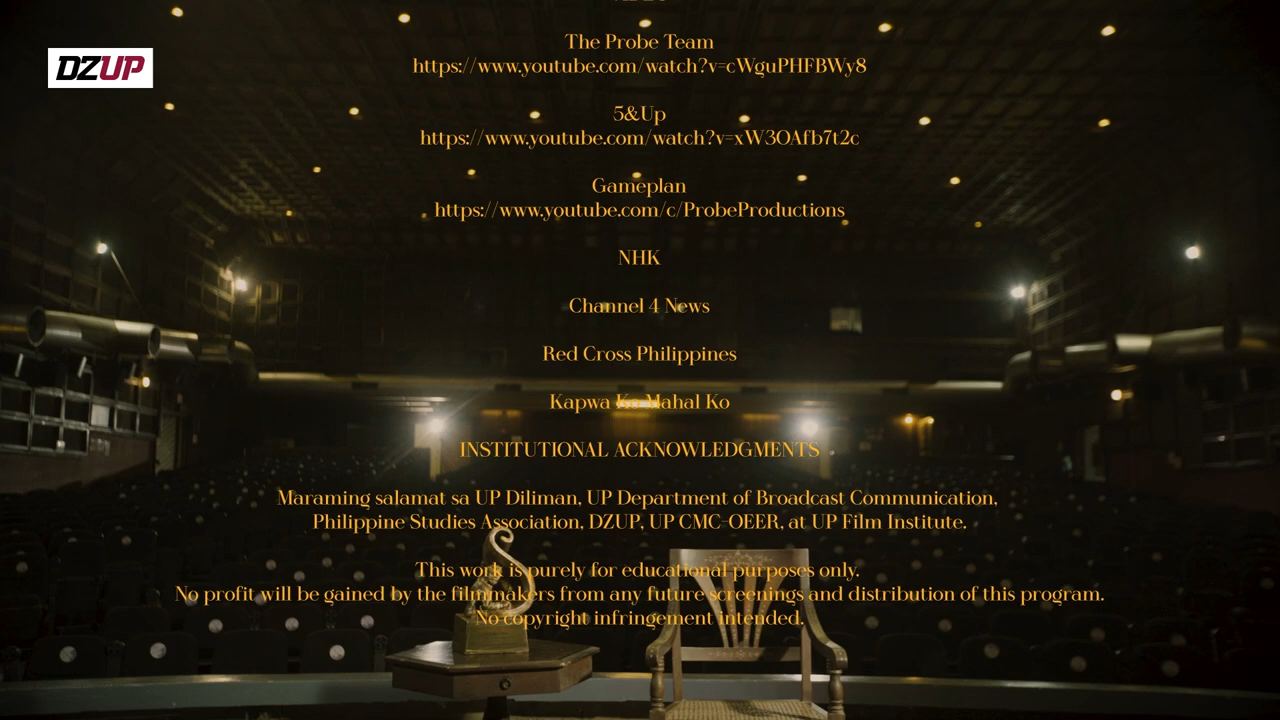 DZUP
The Probe Team
https://www.youtube.com/watch?v=cWguPHFBWy8
5&Up
https://www.youtube.com/watch?v=xW3OAfb7t2c
Gameplan
https://www.youtube.com/c/ProbeProductions
NHK
Channel 4 News
Red Cross Philippines
Kapwa Ko Mahal Ko
INSTITUTIONAL ACKNOWLEDGMENTS
Maraming salamat sa UP Diliman, UP Department of Broadcast Communication,
Philippine Studies Association, DZUP, UP CMC-OEER, at UP Film Institute.
This work is purely for educational purposes only.
No profit will be gained by the filmmakers from any future screenings and distribution of this program.
No copyright infringement intended.